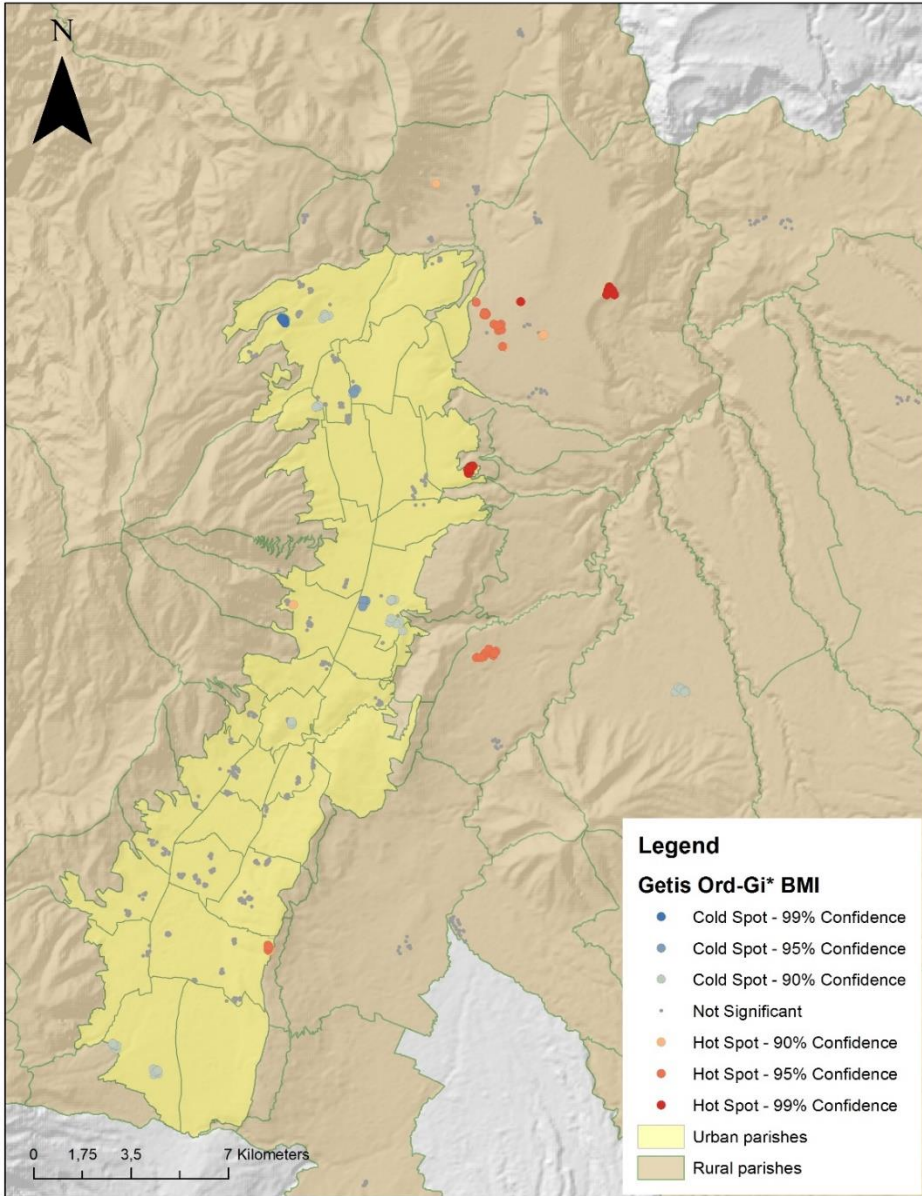 N
Legend
Getis Ord-Gi* BMI
Cold Spot - 99% Confidence
Cold Spot - 95% Confidence
Cold Spot - 90% Confidence
Not Significant
Hot Spot - 90% Confidence
Hot Spot - 95% Confidence
Hot Spot - 99% Confidence
Urban parishes
Rural parishes
0 1,75 3,5 7 Kilometers